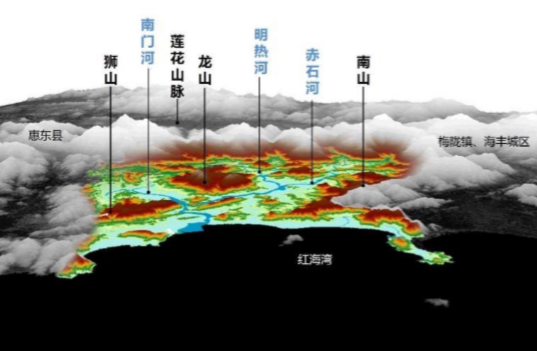 南门河
莲花山脉
明热河
狮山
龙山
赤石河
南山
惠东县
梅陇镇、海丰城区
红海湾